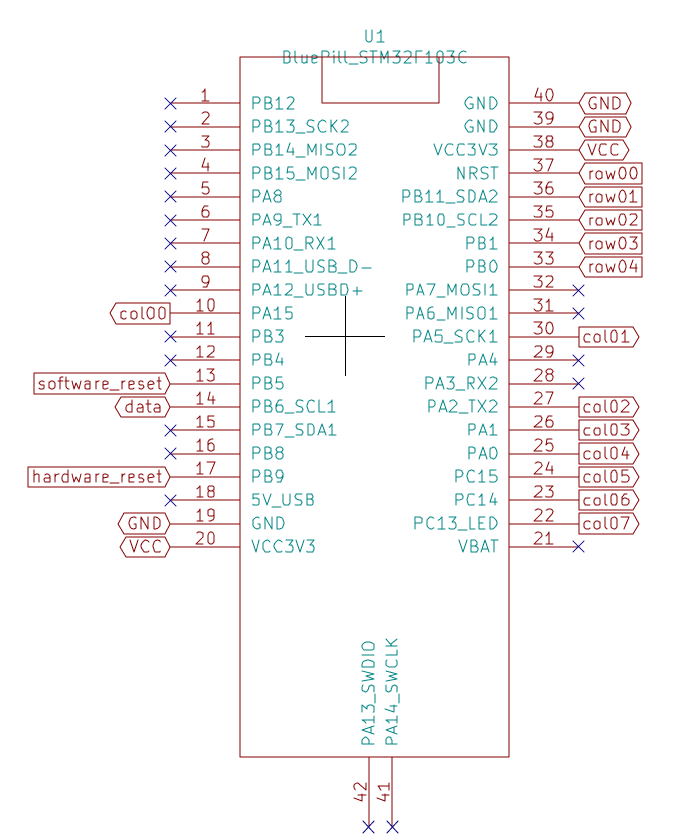 U1
BluePill_STM32F103C
1 PB12 GND 40 GND
2 PB13_SCK2 GND 39 GND
3 PB14_MISO2 VCC3V3 38 VCC
4 PB15_MOSI2 NRST 37 row00
5 PA8 PB11_SDA2 36 row01
6 PA9_TX1 PB10_SCL2 35 row02
7 PA10_RX1 PB1 34 row03
8 PA11_USB_D- PB0 33 row04
9 PA12_USBD+ PA7_MOSI1 32
col00 10 PA15 PA6_MISO1 31
11 PB3 PA5_SCK1 30 col01
12 PB4 PA4 29
software_reset 13 PB5 PA3_RX2 28
data 14 PB6_SCL1 PA2_TX2 27 col02
15 PB7_SDA1 PA1 26 col03
16 PB8 PA0 25 col04
hardware_reset 17 PB9 PC15 24 col05
18 5V_USB PC14 23 col06
GND 19 GND PC13_LED 22 col07
VCC 20 VCC3V3 VBAT 21
PA13_SWDIO 42
PA14_SWCLK 41